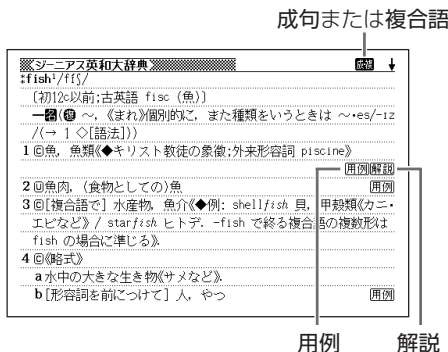 成句または複合語
ジーニアス英和大辞典 成複
‡fish¹/fíʃ/
〔初12c以前;古英語 fisc (魚)〕
━名(複 ～, 《まれ》個別的に, また種類をいうときは ～・es/-ɪz
/(→ 1 ◇[語法]))
1 C魚, 魚類《◆キリスト教徒の象徴;外来形容詞 piscine》
用例 解説
2 U魚肉, (食物としての)魚 用例
3 C[複合語で] 水産物, 魚介《◆例: shellfish 貝, 甲殻類《カニ・
エビなど》 / starfish ヒトデ. -fish で終る複合語の複数形は
fish の場合に準じる》.
4 C《略式》
a 水中の大きな生き物《サメなど》.
b [形容詞を前につけて] 人, やつ 用例
用例 解説